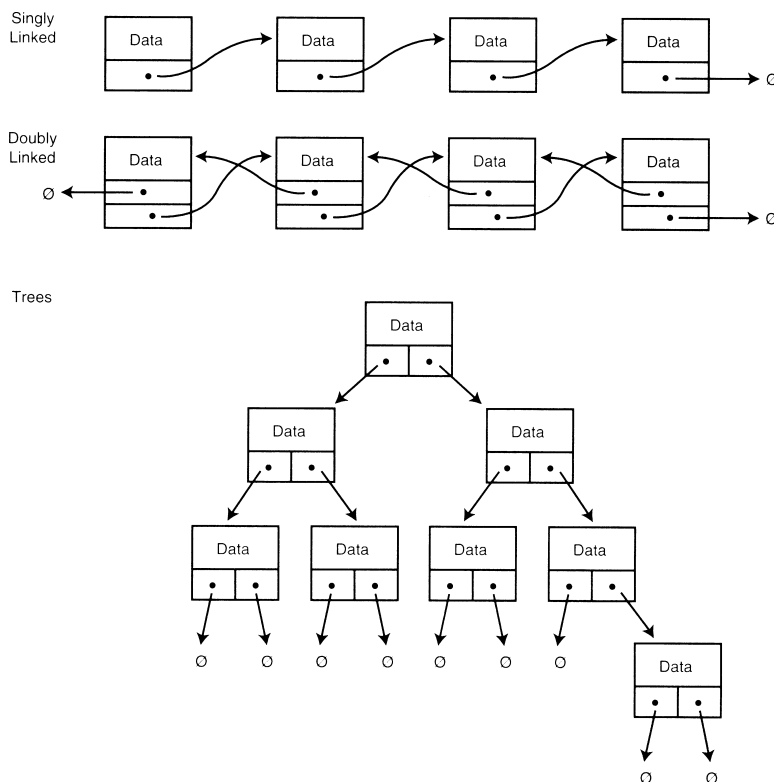 Singly
Linked
Data Data Data Data
Ø
Doubly
Linked
Data Data Data Data
Ø
Ø
Trees
Data
Data Data
Data Data Data Data
Ø Ø Ø Ø Ø Ø Ø
Data
Ø Ø